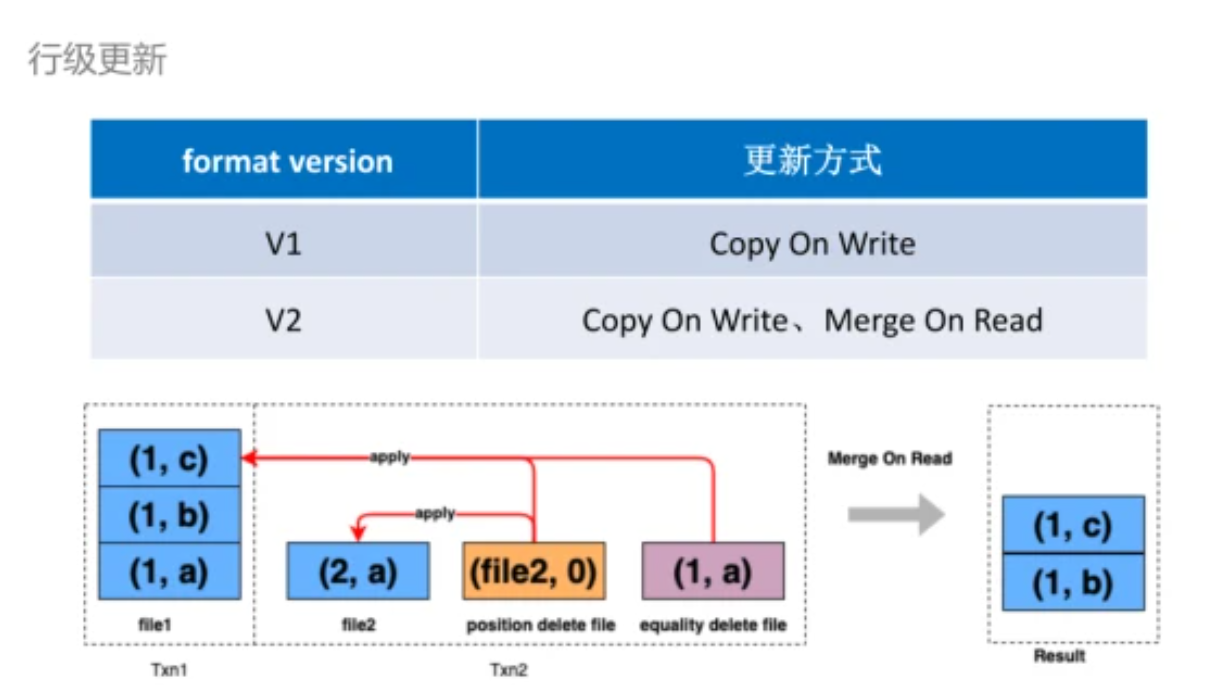 行级更新
format version 更新方式
V1 Copy On Write
V2 Copy On Write、Merge On Read
(1, c)
(1, b)
(1, a)
file1
Txn1
apply
apply
(2, a)
file2
(file2, 0)
position delete file
(1, a)
equality delete file
Txn2
Merge On Read
(1, c)
(1, b)
Result